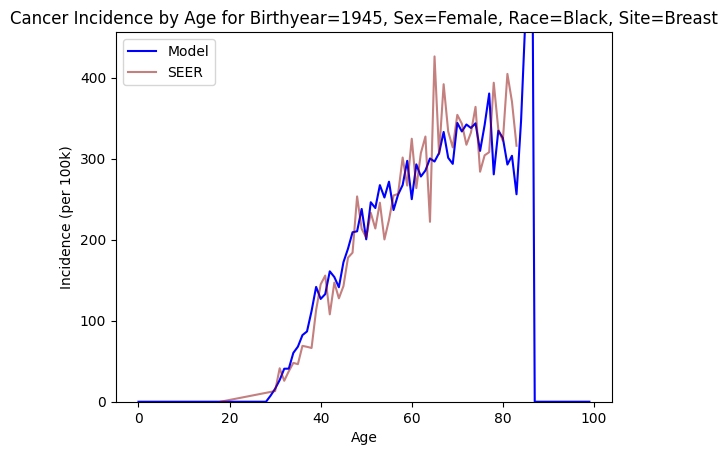 Cancer Incidence by Age for Birthyear=1945, Sex=Female, Race=Black, Site=Breast
Model
SEER
400
300
200
100
0
Incidence (per 100k)
0 20 40 60 80 100
Age